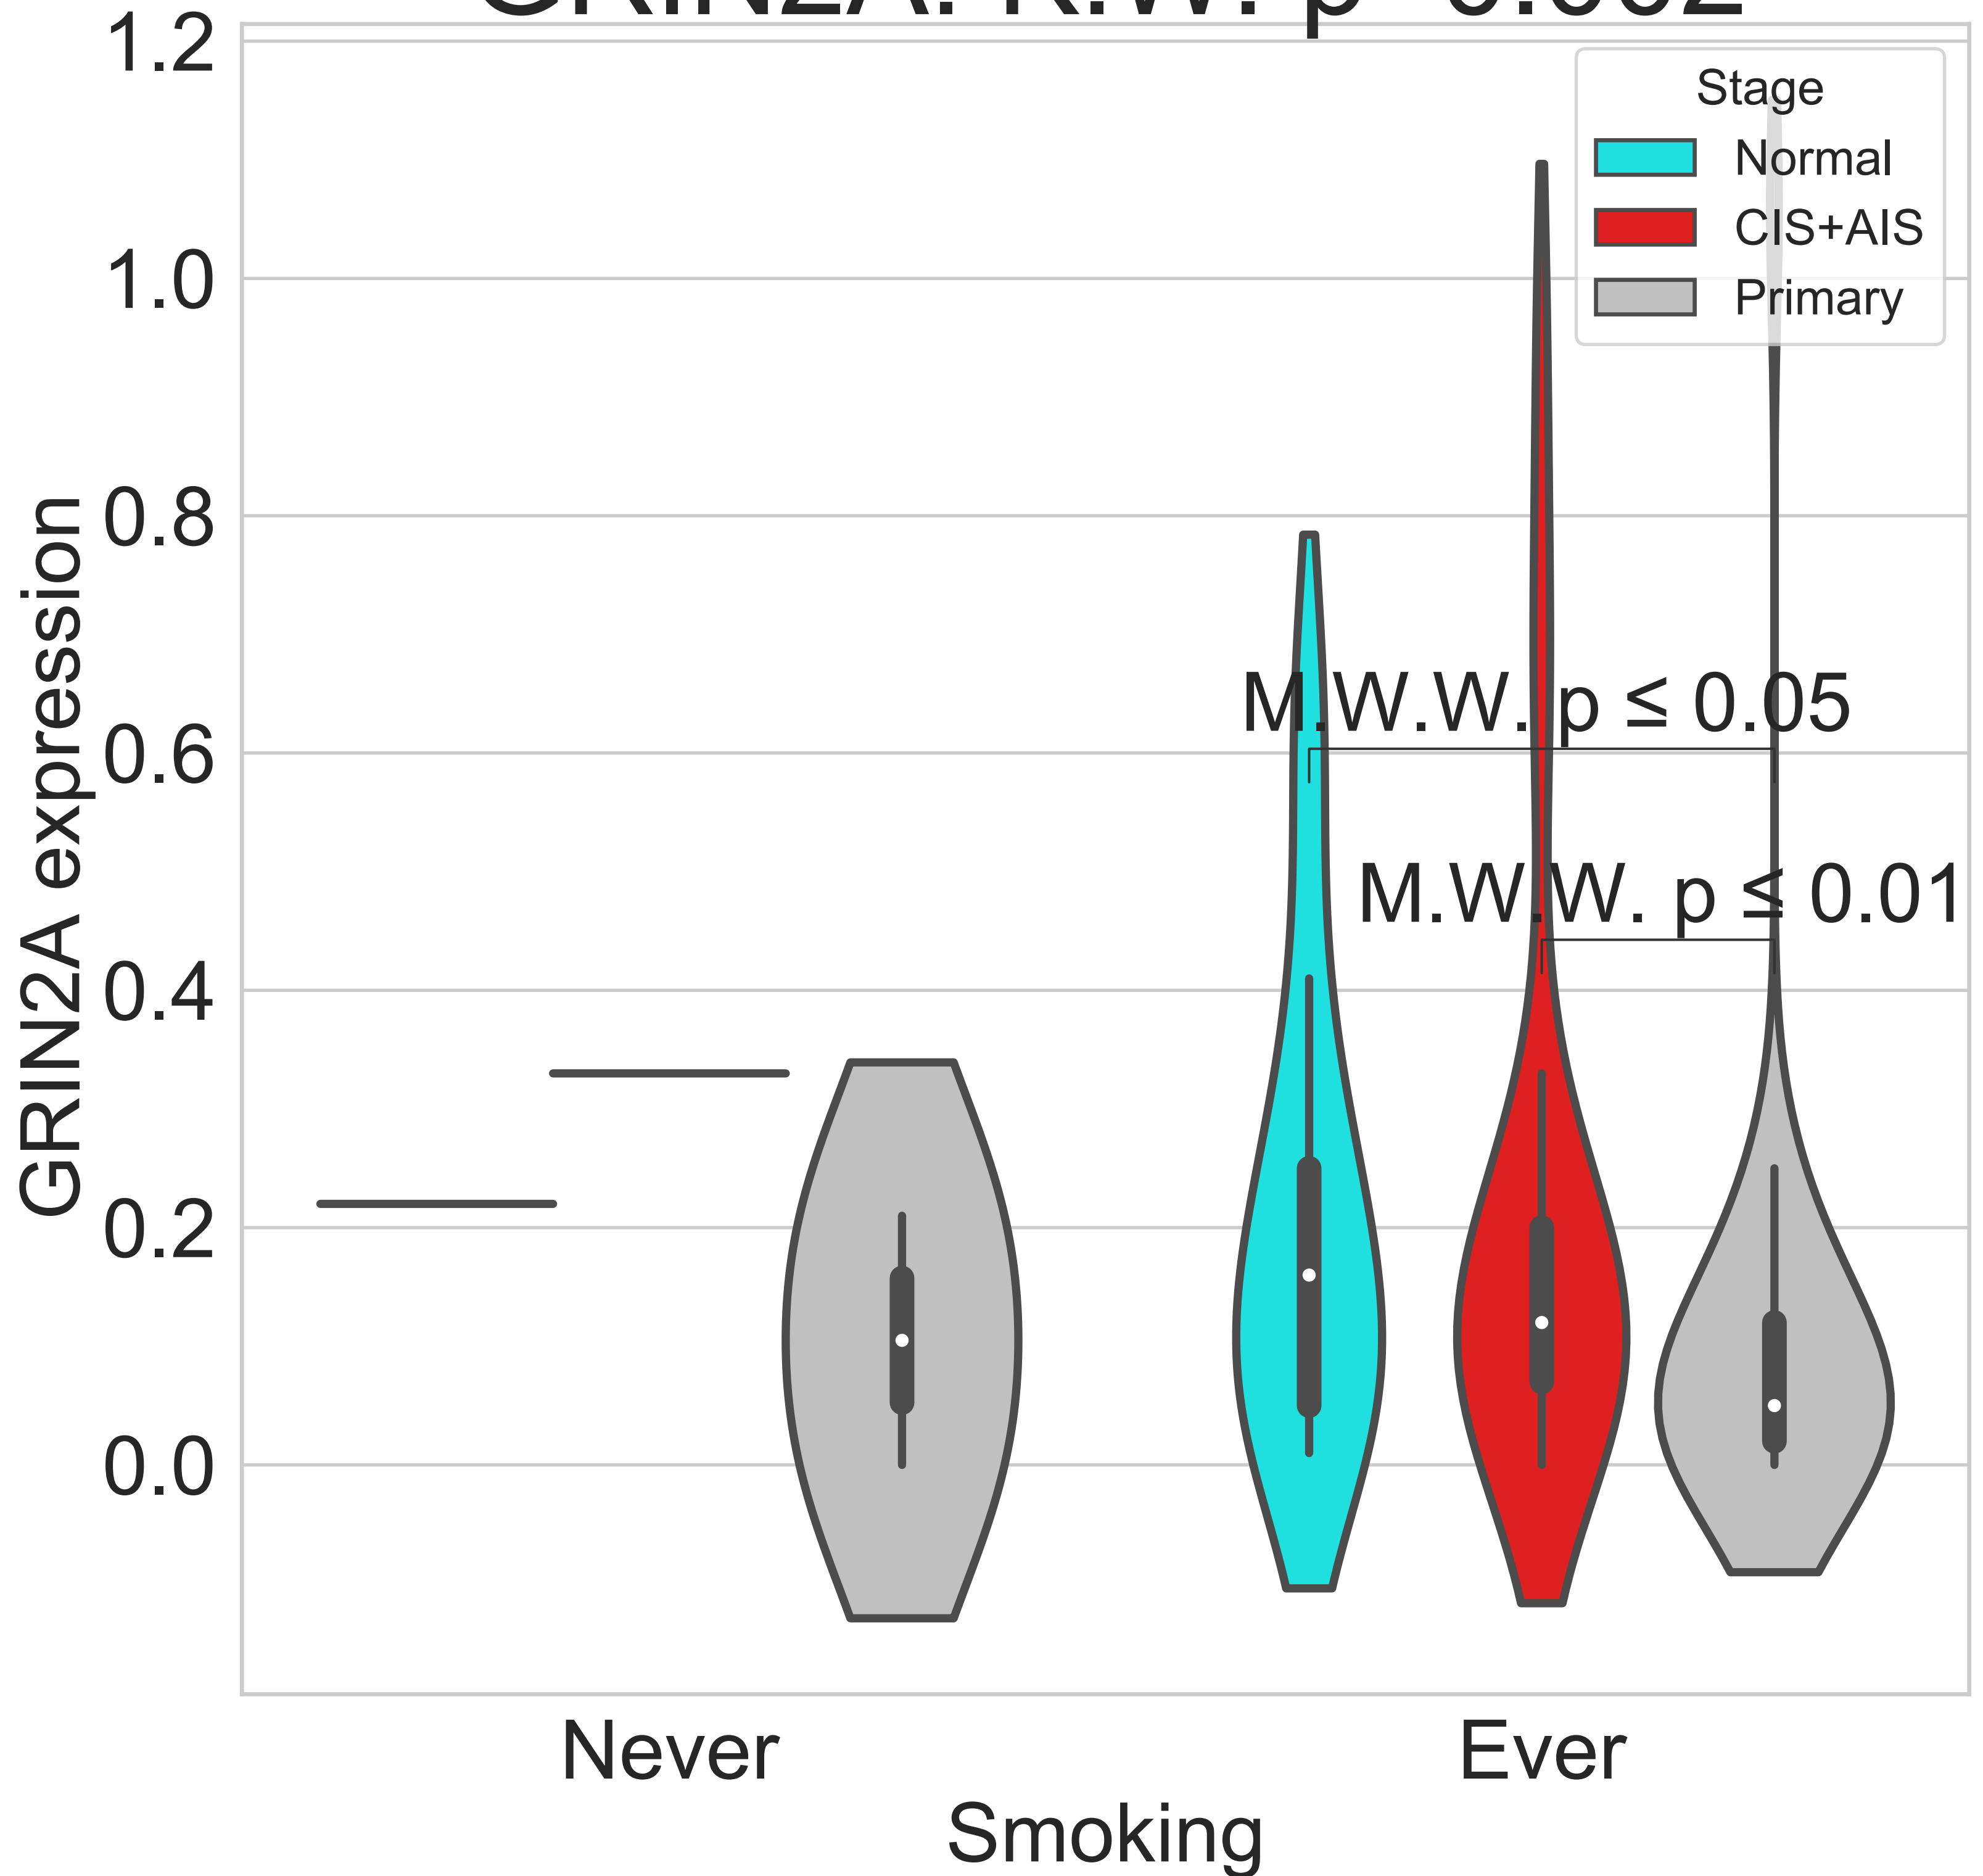 GRIN2A: K.W. p
1.2
1.0
0.8
0.6
0.4
0.2
0.0
GRIN2A expression
Stage
Normal
CIS+AIS
Primary
M.W.W. p ≤ 0.05
M.W.W. p ≤ 0.01
Never
Ever
Smoking